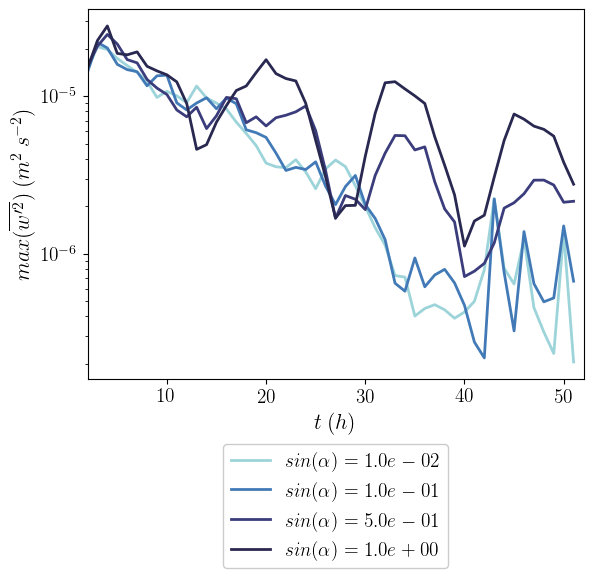 10⁻⁵
10⁻⁶
max(\overline{w'^2}) (m² s⁻²)
10 20 30 40 50
t (h)
sin(α) = 1.0e − 02
sin(α) = 1.0e − 01
sin(α) = 5.0e − 01
sin(α) = 1.0e + 00